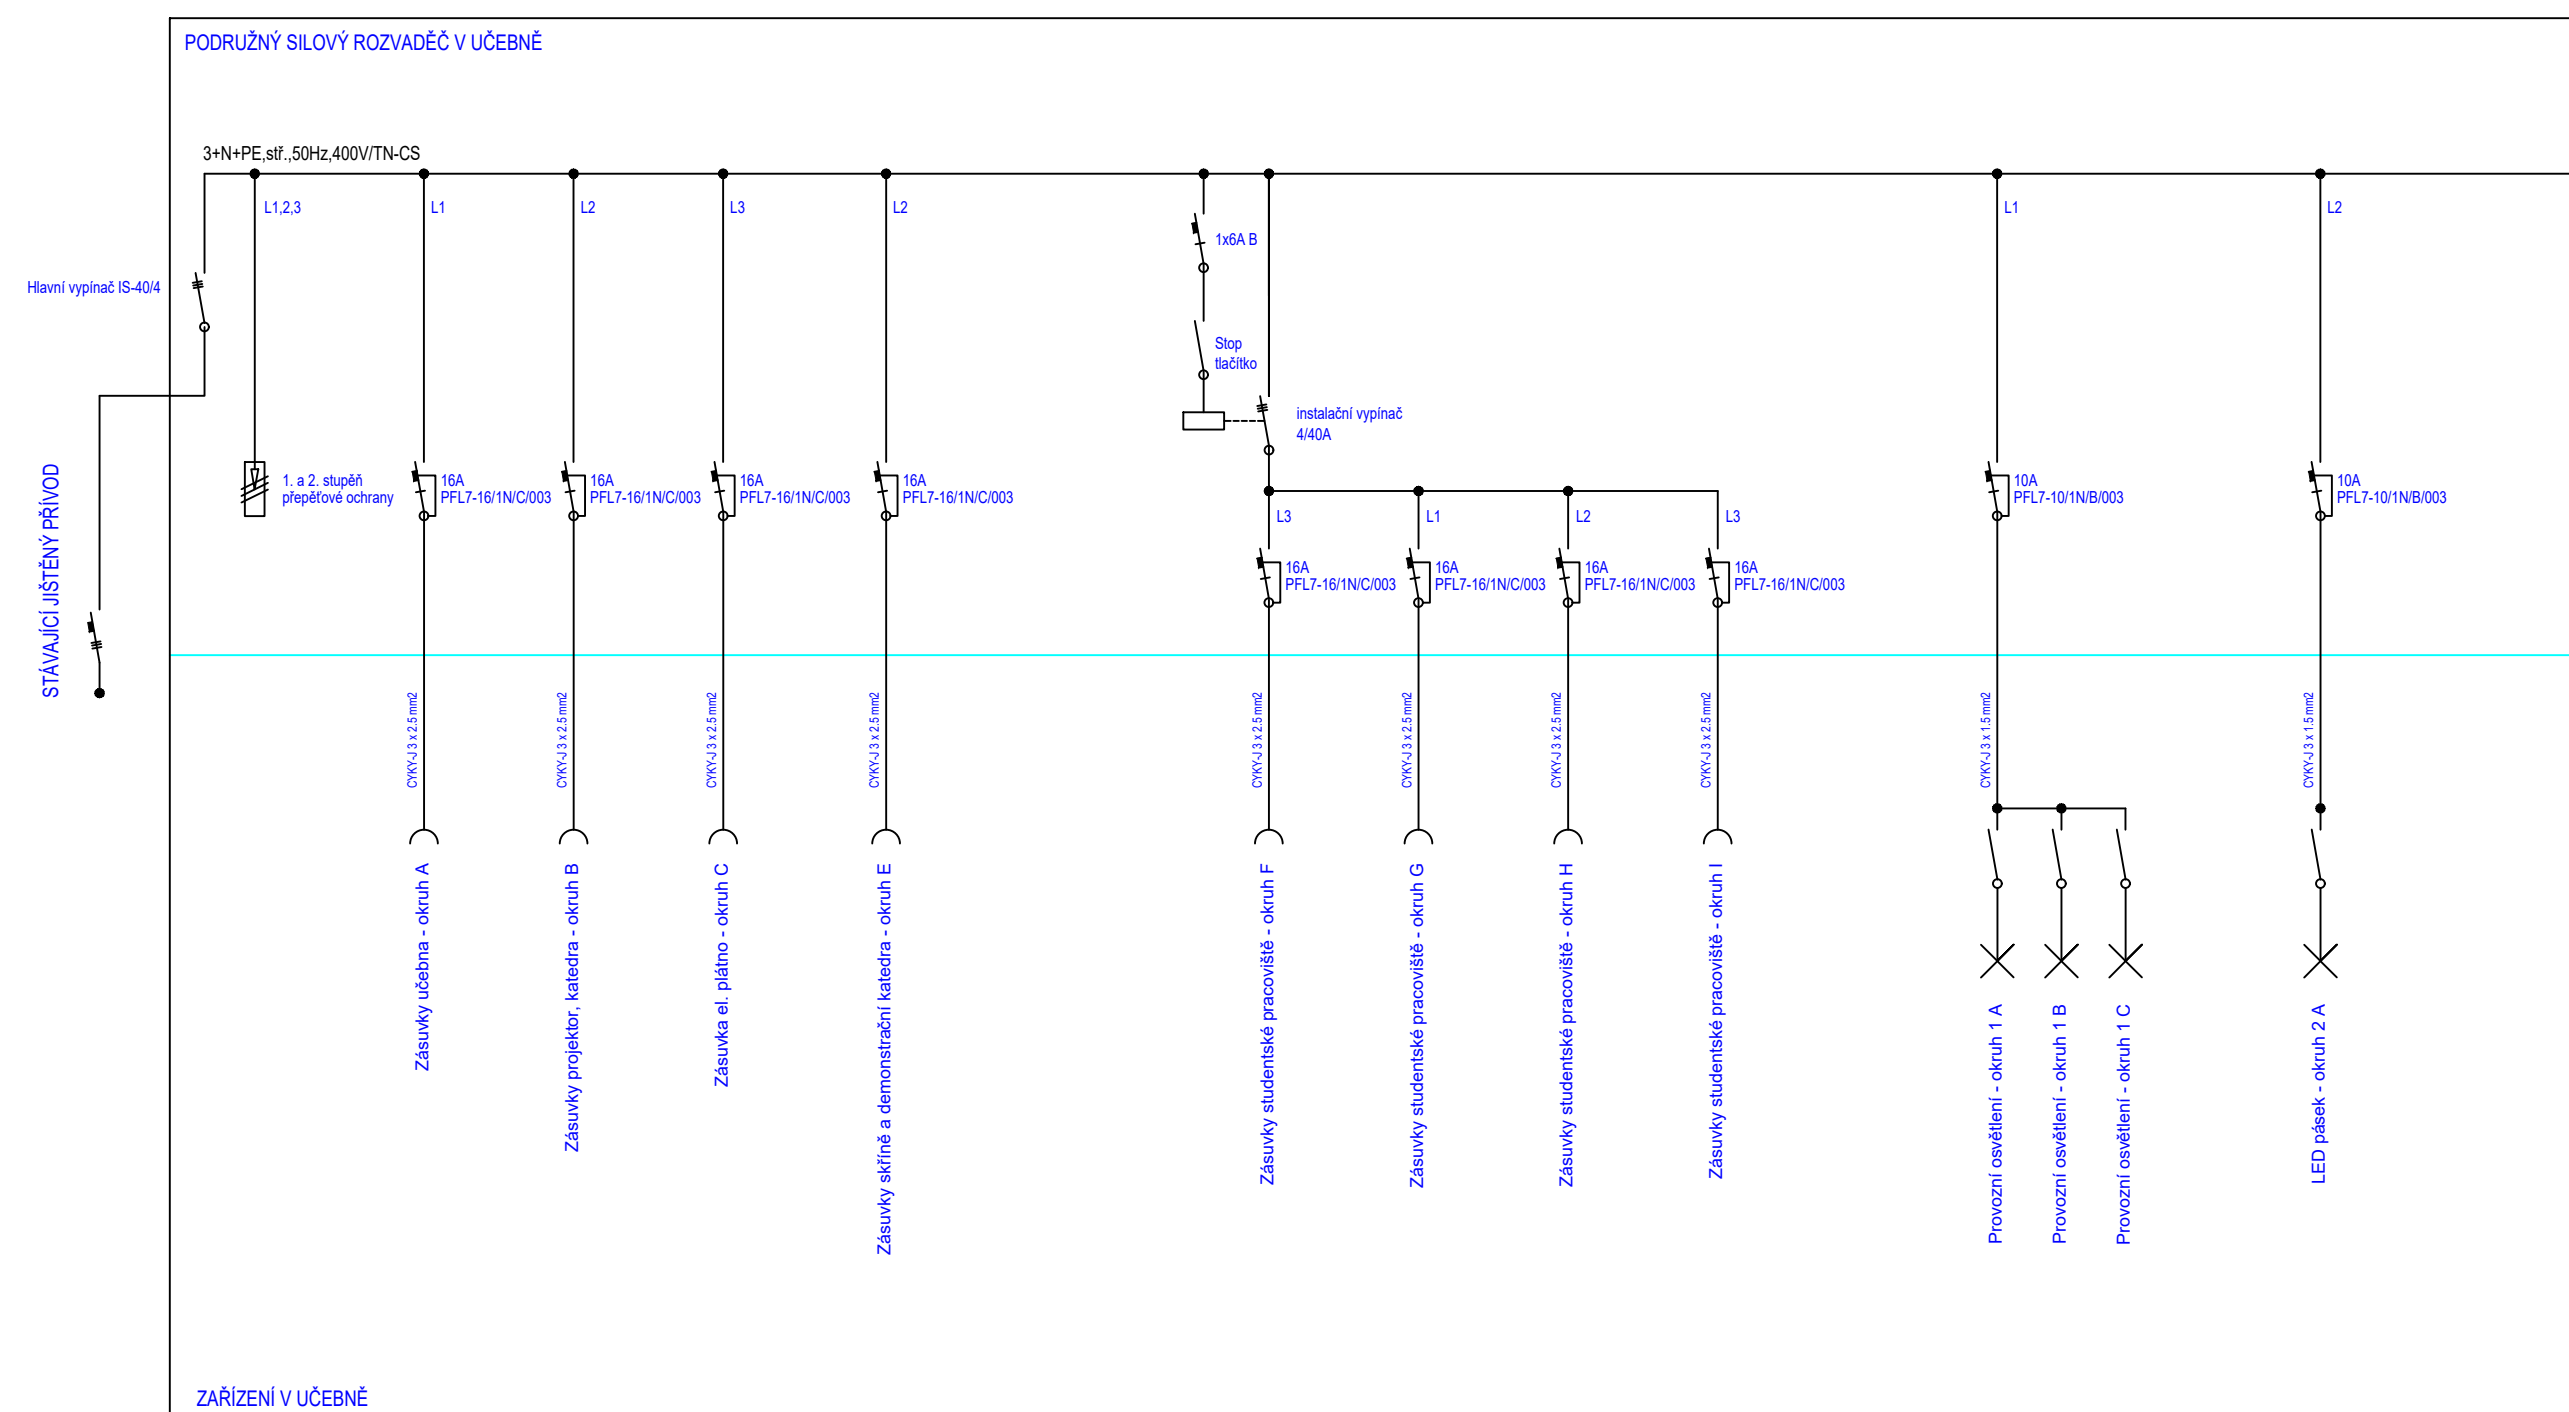 PODRUŽNÝ SILOVÝ ROZVADĚČ V UČEBNĚ
3+N+PE,stř.,50Hz,400V/TN-CS
L1,2,3
L1
L2
L3
L2
L1
L2
1x6A B
Hlavní vypínač IS-40/4
Stop
tlačítko
instalační vypínač
4/40A
STÁVAJÍCÍ JIŠTĚNÝ PŘÍVOD
1. a 2. stupěň
přepěťové ochrany
16A
PFL7-16/1N/C/003
16A
PFL7-16/1N/C/003
16A
PFL7-16/1N/C/003
16A
PFL7-16/1N/C/003
10A
PFL7-10/1N/B/003
10A
PFL7-10/1N/B/003
L3
L1
L2
L3
16A
PFL7-16/1N/C/003
16A
PFL7-16/1N/C/003
16A
PFL7-16/1N/C/003
16A
PFL7-16/1N/C/003
CYKY-J 3 x 2.5 mm2
CYKY-J 3 x 2.5 mm2
CYKY-J 3 x 2.5 mm2
CYKY-J 3 x 2.5 mm2
CYKY-J 3 x 2.5 mm2
CYKY-J 3 x 2.5 mm2
CYKY-J 3 x 2.5 mm2
CYKY-J 3 x 2.5 mm2
CYKY-J 3 x 1.5 mm2
CYKY-J 3 x 1.5 mm2
Zásuvky učebna - okruh A
Zásuvky projektor, katedra - okruh B
Zásuvka el. plátno - okruh C
Zásuvky skříně a demonstrační katedra - okruh E
Zásuvky studentské pracoviště - okruh F
Zásuvky studentské pracoviště - okruh G
Zásuvky studentské pracoviště - okruh H
Zásuvky studentské pracoviště - okruh I
Provozní osvětlení - okruh 1 A
Provozní osvětlení - okruh 1 B
Provozní osvětlení - okruh 1 C
LED pásek - okruh 2 A
ZAŘÍZENÍ V UČEBNĚ